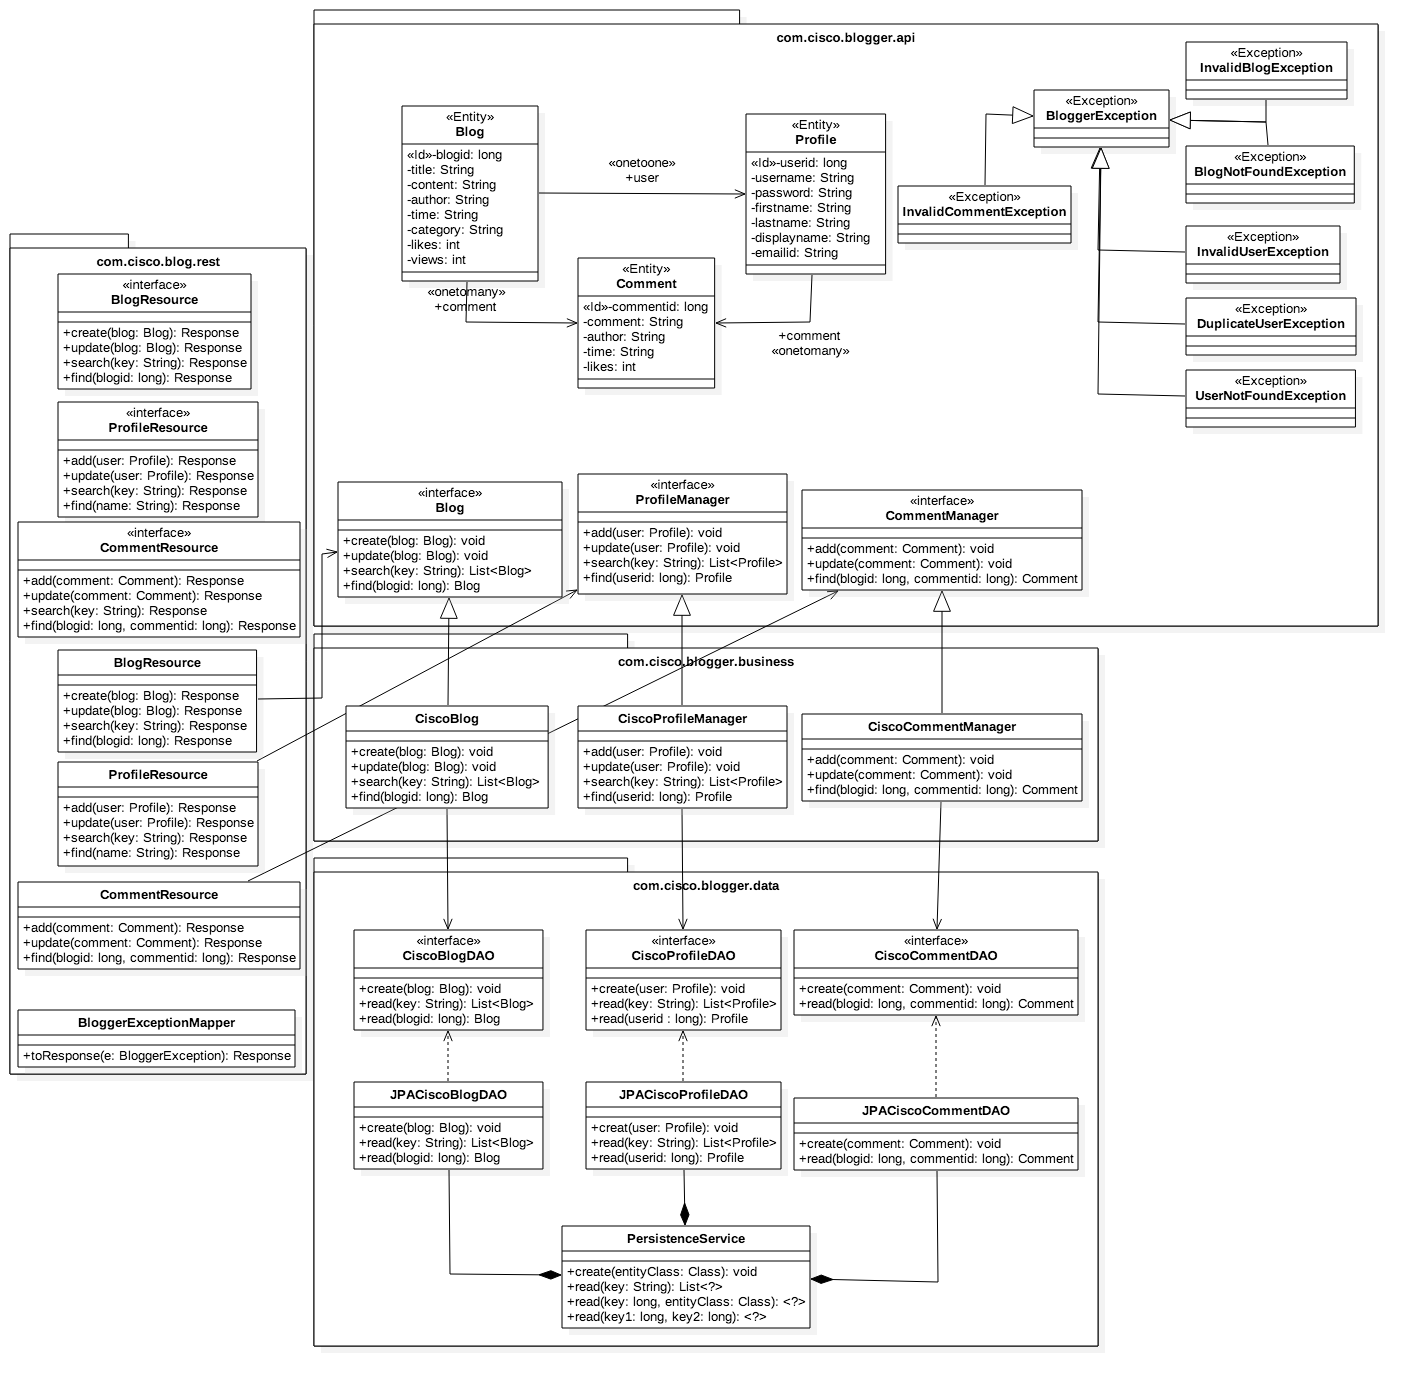 com.cisco.blogger.api
«Exception»
InvalidBlogException
«Exception»
BloggerException
«Entity»
Blog
«Id»-blogid: long
-title: String
-content: String
-author: String
-time: String
-category: String
-likes: int
-views: int
«onetoone»
+user
«Entity»
Profile
«Id»-userid: long
-username: String
-password: String
-firstname: String
-lastname: String
-displayname: String
-emailid: String
«Exception»
InvalidCommentException
«Exception»
BlogNotFoundException
«Exception»
InvalidUserException
«Exception»
DuplicateUserException
«Exception»
UserNotFoundException
«onetomany»
+comment
«Entity»
Comment
«Id»-commentid: long
-comment: String
-author: String
-time: String
-likes: int
+comment
«onetomany»
«interface»
Blog
+create(blog: Blog): void
+update(blog: Blog): void
+search(key: String): List<Blog>
+find(blogid: long): Blog
«interface»
ProfileManager
+add(user: Profile): void
+update(user: Profile): void
+search(key: String): List<Profile>
+find(userid: long): Profile
«interface»
CommentManager
+add(comment: Comment): void
+update(comment: Comment): void
+find(blogid: long, commentid: long): Comment
com.cisco.blog.rest
«interface»
BlogResource
+create(blog: Blog): Response
+update(blog: Blog): Response
+search(key: String): Response
+find(blogid: long): Response
«interface»
ProfileResource
+add(user: Profile): Response
+update(user: Profile): Response
+search(key: String): Response
+find(name: String): Response
«interface»
CommentResource
+add(comment: Comment): Response
+update(comment: Comment): Response
+search(key: String): Response
+find(blogid: long, commentid: long): Response
BlogResource
+create(blog: Blog): Response
+update(blog: Blog): Response
+search(key: String): Response
+find(blogid: long): Response
ProfileResource
+add(user: Profile): Response
+update(user: Profile): Response
+search(key: String): Response
+find(name: String): Response
CommentResource
+add(comment: Comment): Response
+update(comment: Comment): Response
+find(blogid: long, commentid: long): Response
BloggerExceptionMapper
+toResponse(e: BloggerException): Response
com.cisco.blogger.business
CiscoBlog
+create(blog: Blog): void
+update(blog: Blog): void
+search(key: String): List<Blog>
+find(blogid: long): Blog
CiscoProfileManager
+add(user: Profile): void
+update(user: Profile): void
+search(key: String): List<Profile>
+find(userid: long): Profile
CiscoCommentManager
+add(comment: Comment): void
+update(comment: Comment): void
+find(blogid: long, commentid: long): Comment
com.cisco.blogger.data
«interface»
CiscoBlogDAO
+create(blog: Blog): void
+read(key: String): List<Blog>
+read(blogid: long): Blog
«interface»
CiscoProfileDAO
+create(user: Profile): void
+read(key: String): List<Profile>
+read(userid : long): Profile
«interface»
CiscoCommentDAO
+create(comment: Comment): void
+read(blogid: long, commentid: long): Comment
JPACiscoBlogDAO
+create(blog: Blog): void
+read(key: String): List<Blog>
+read(blogid: long): Blog
JPACiscoProfileDAO
+creat(user: Profile): void
+read(key: String): List<Profile>
+read(userid: long): Profile
JPACiscoCommentDAO
+create(comment: Comment): void
+read(blogid: long, commentid: long): Comment
PersistenceService
+create(entityClass: Class): void
+read(key: String): List<?>
+read(key: long, entityClass: Class): <?>
+read(key1: long, key2: long): <?>